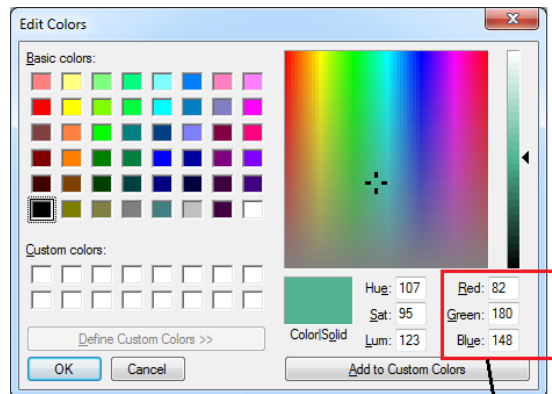 Edit Colors
Basic colors:
Custom colors:
Define Custom Colors >>
OK
Cancel
Color|Solid
Hue: 107
Sat: 95
Lum: 123
Red: 82
Green: 180
Blue: 148
Add to Custom Colors